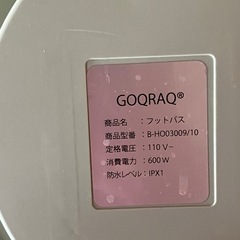 GOQRAQ®
商品名：フットバス
商品型番：B-HO03009/10
定格電圧：110 V~
消費電力：600W
防水レベル：IPX1